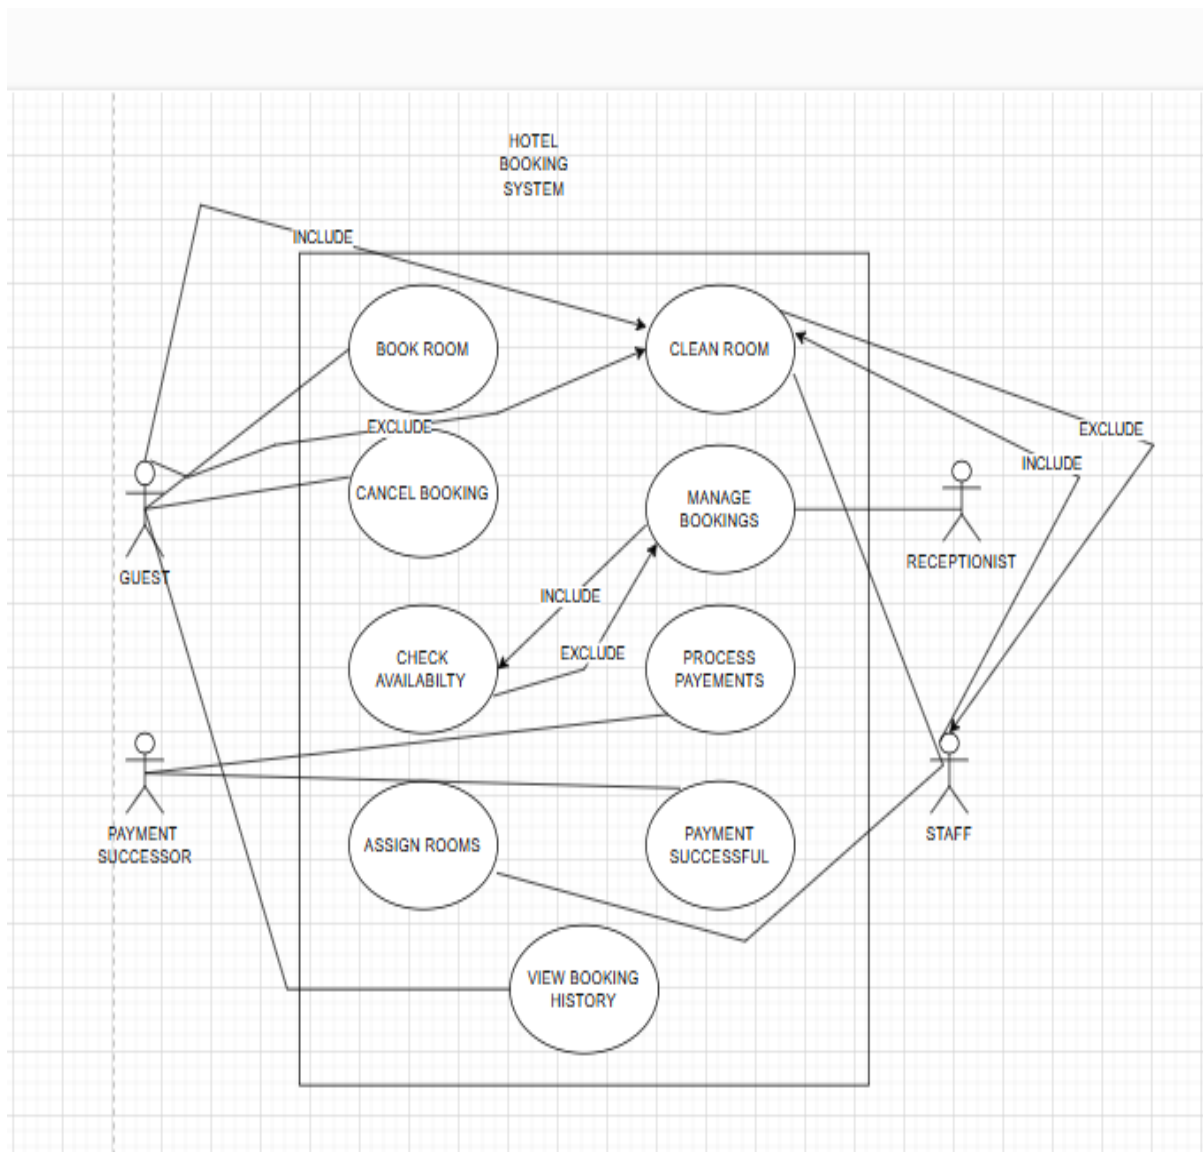 HOTEL
BOOKING
SYSTEM
INCLUDE
BOOK ROOM
CLEAN ROOM
EXCLUDE
EXCLUDE
INCLUDE
CANCEL BOOKING
MANAGE
BOOKINGS
GUEST
RECEPTIONIST
INCLUDE
EXCLUDE
CHECK
AVAILABILTY
PROCESS
PAYEMENTS
PAYMENT
SUCCESSOR
ASSIGN ROOMS
PAYMENT
SUCCESSFUL
STAFF
VIEW BOOKING
HISTORY